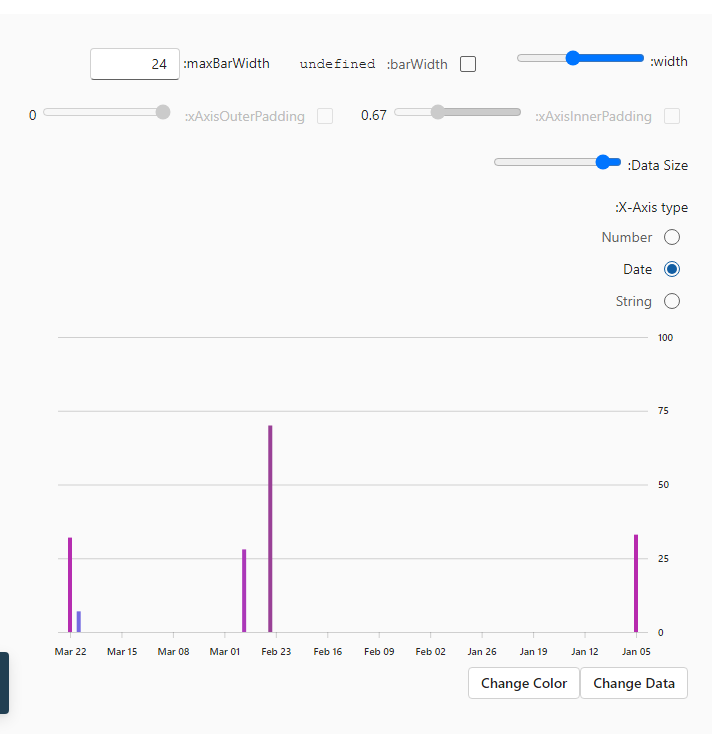 width:
barWidth: undefined
maxBarWidth: 24
xAxisInnerPadding: 0.67
xAxisOuterPadding: 0
Data Size:
X-Axis type:
Number
Date
String
100
75
50
25
0
Mar 22 Mar 15 Mar 08 Mar 01 Feb 23 Feb 16 Feb 09 Feb 02 Jan 26 Jan 19 Jan 12 Jan 05
Change Color Change Data